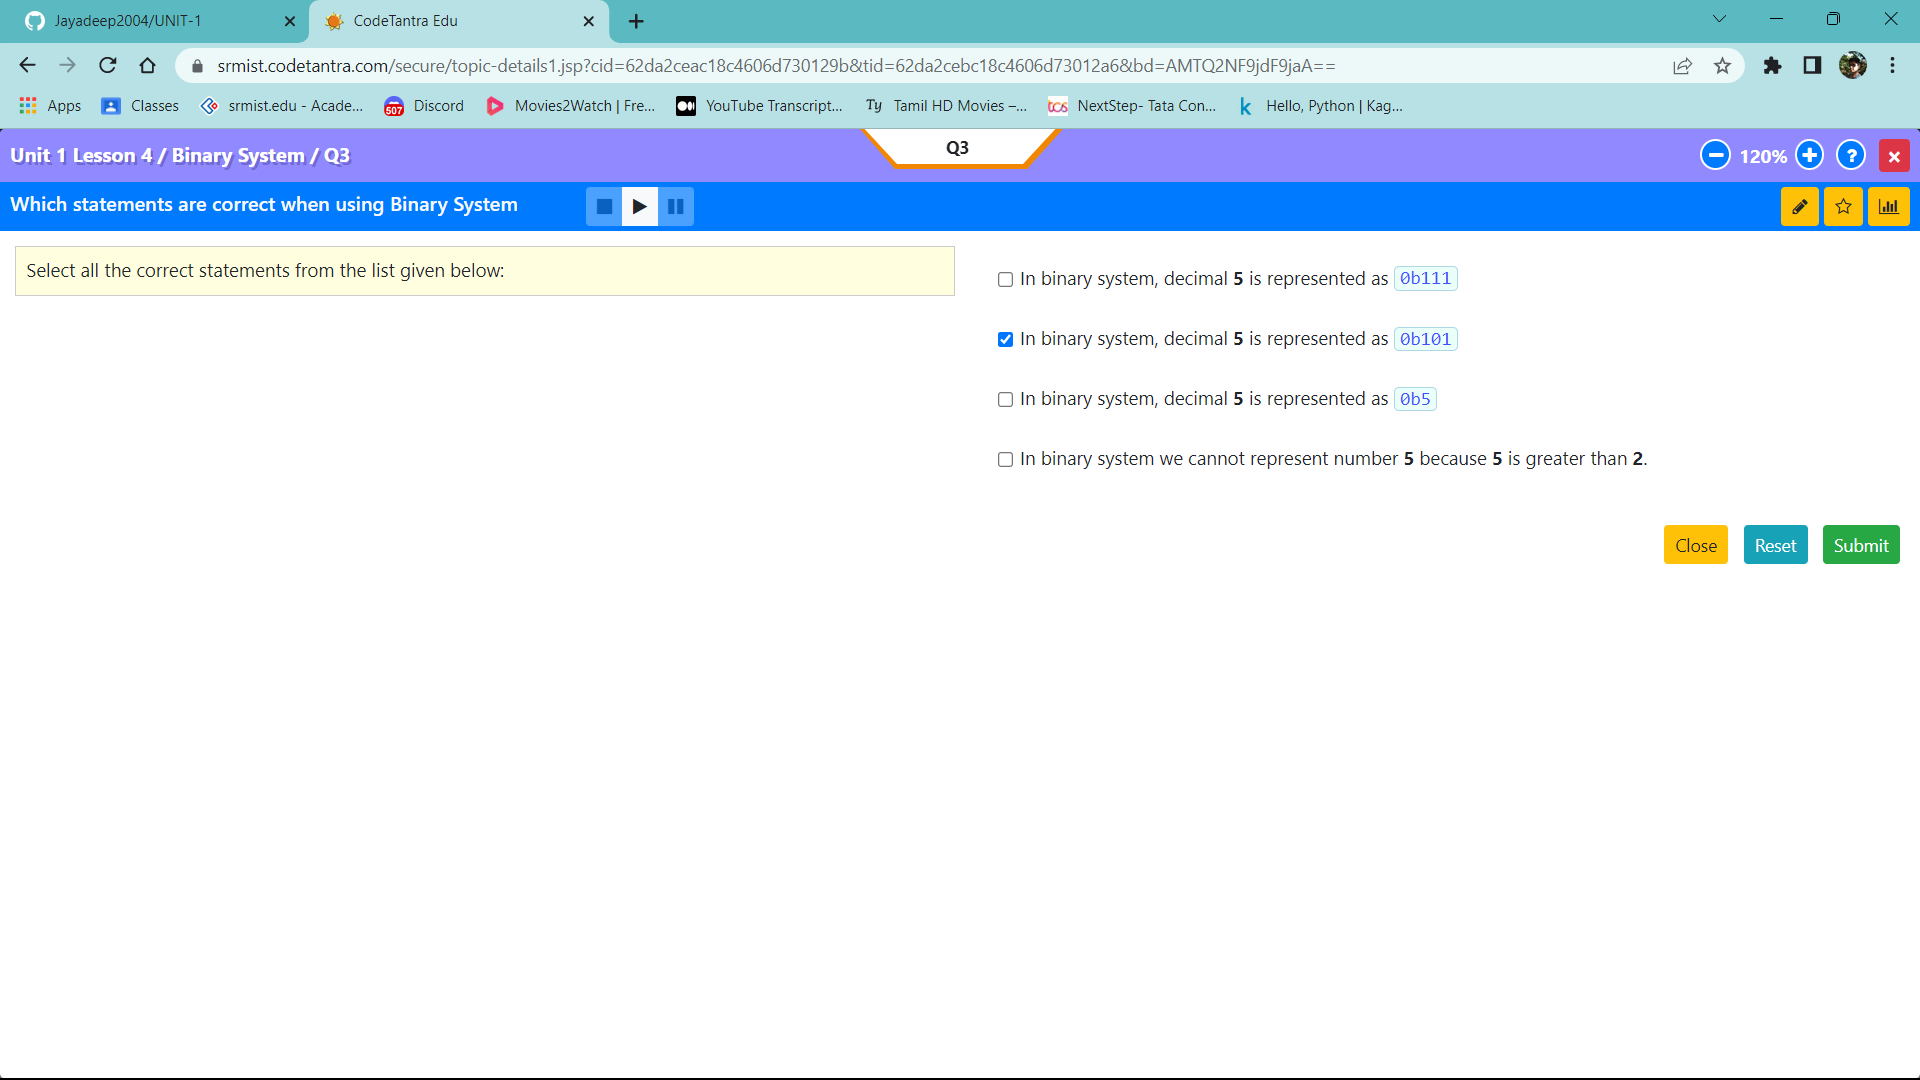 Jayadeep2004/UNIT-1
CodeTantra Edu
srmist.codetantra.com/secure/topic-details1.jsp?cid=62da2ceac18c4606d730129b&tid=62da2cebc18c4606d73012a6&bd=AMTQ2NF9jdF9jaA==
Apps Classes srmist.edu - Acade... 507 Discord Movies2Watch | Fre... YouTube Transcript... Ty Tamil HD Movies –... tcs NextStep- Tata Con... k Hello, Python | Kag...
Unit 1 Lesson 4 / Binary System / Q3
Q3
120%
?
Which statements are correct when using Binary System
Select all the correct statements from the list given below:
In binary system, decimal 5 is represented as 0b111
In binary system, decimal 5 is represented as 0b101
In binary system, decimal 5 is represented as 0b5
In binary system we cannot represent number 5 because 5 is greater than 2.
Close Reset Submit